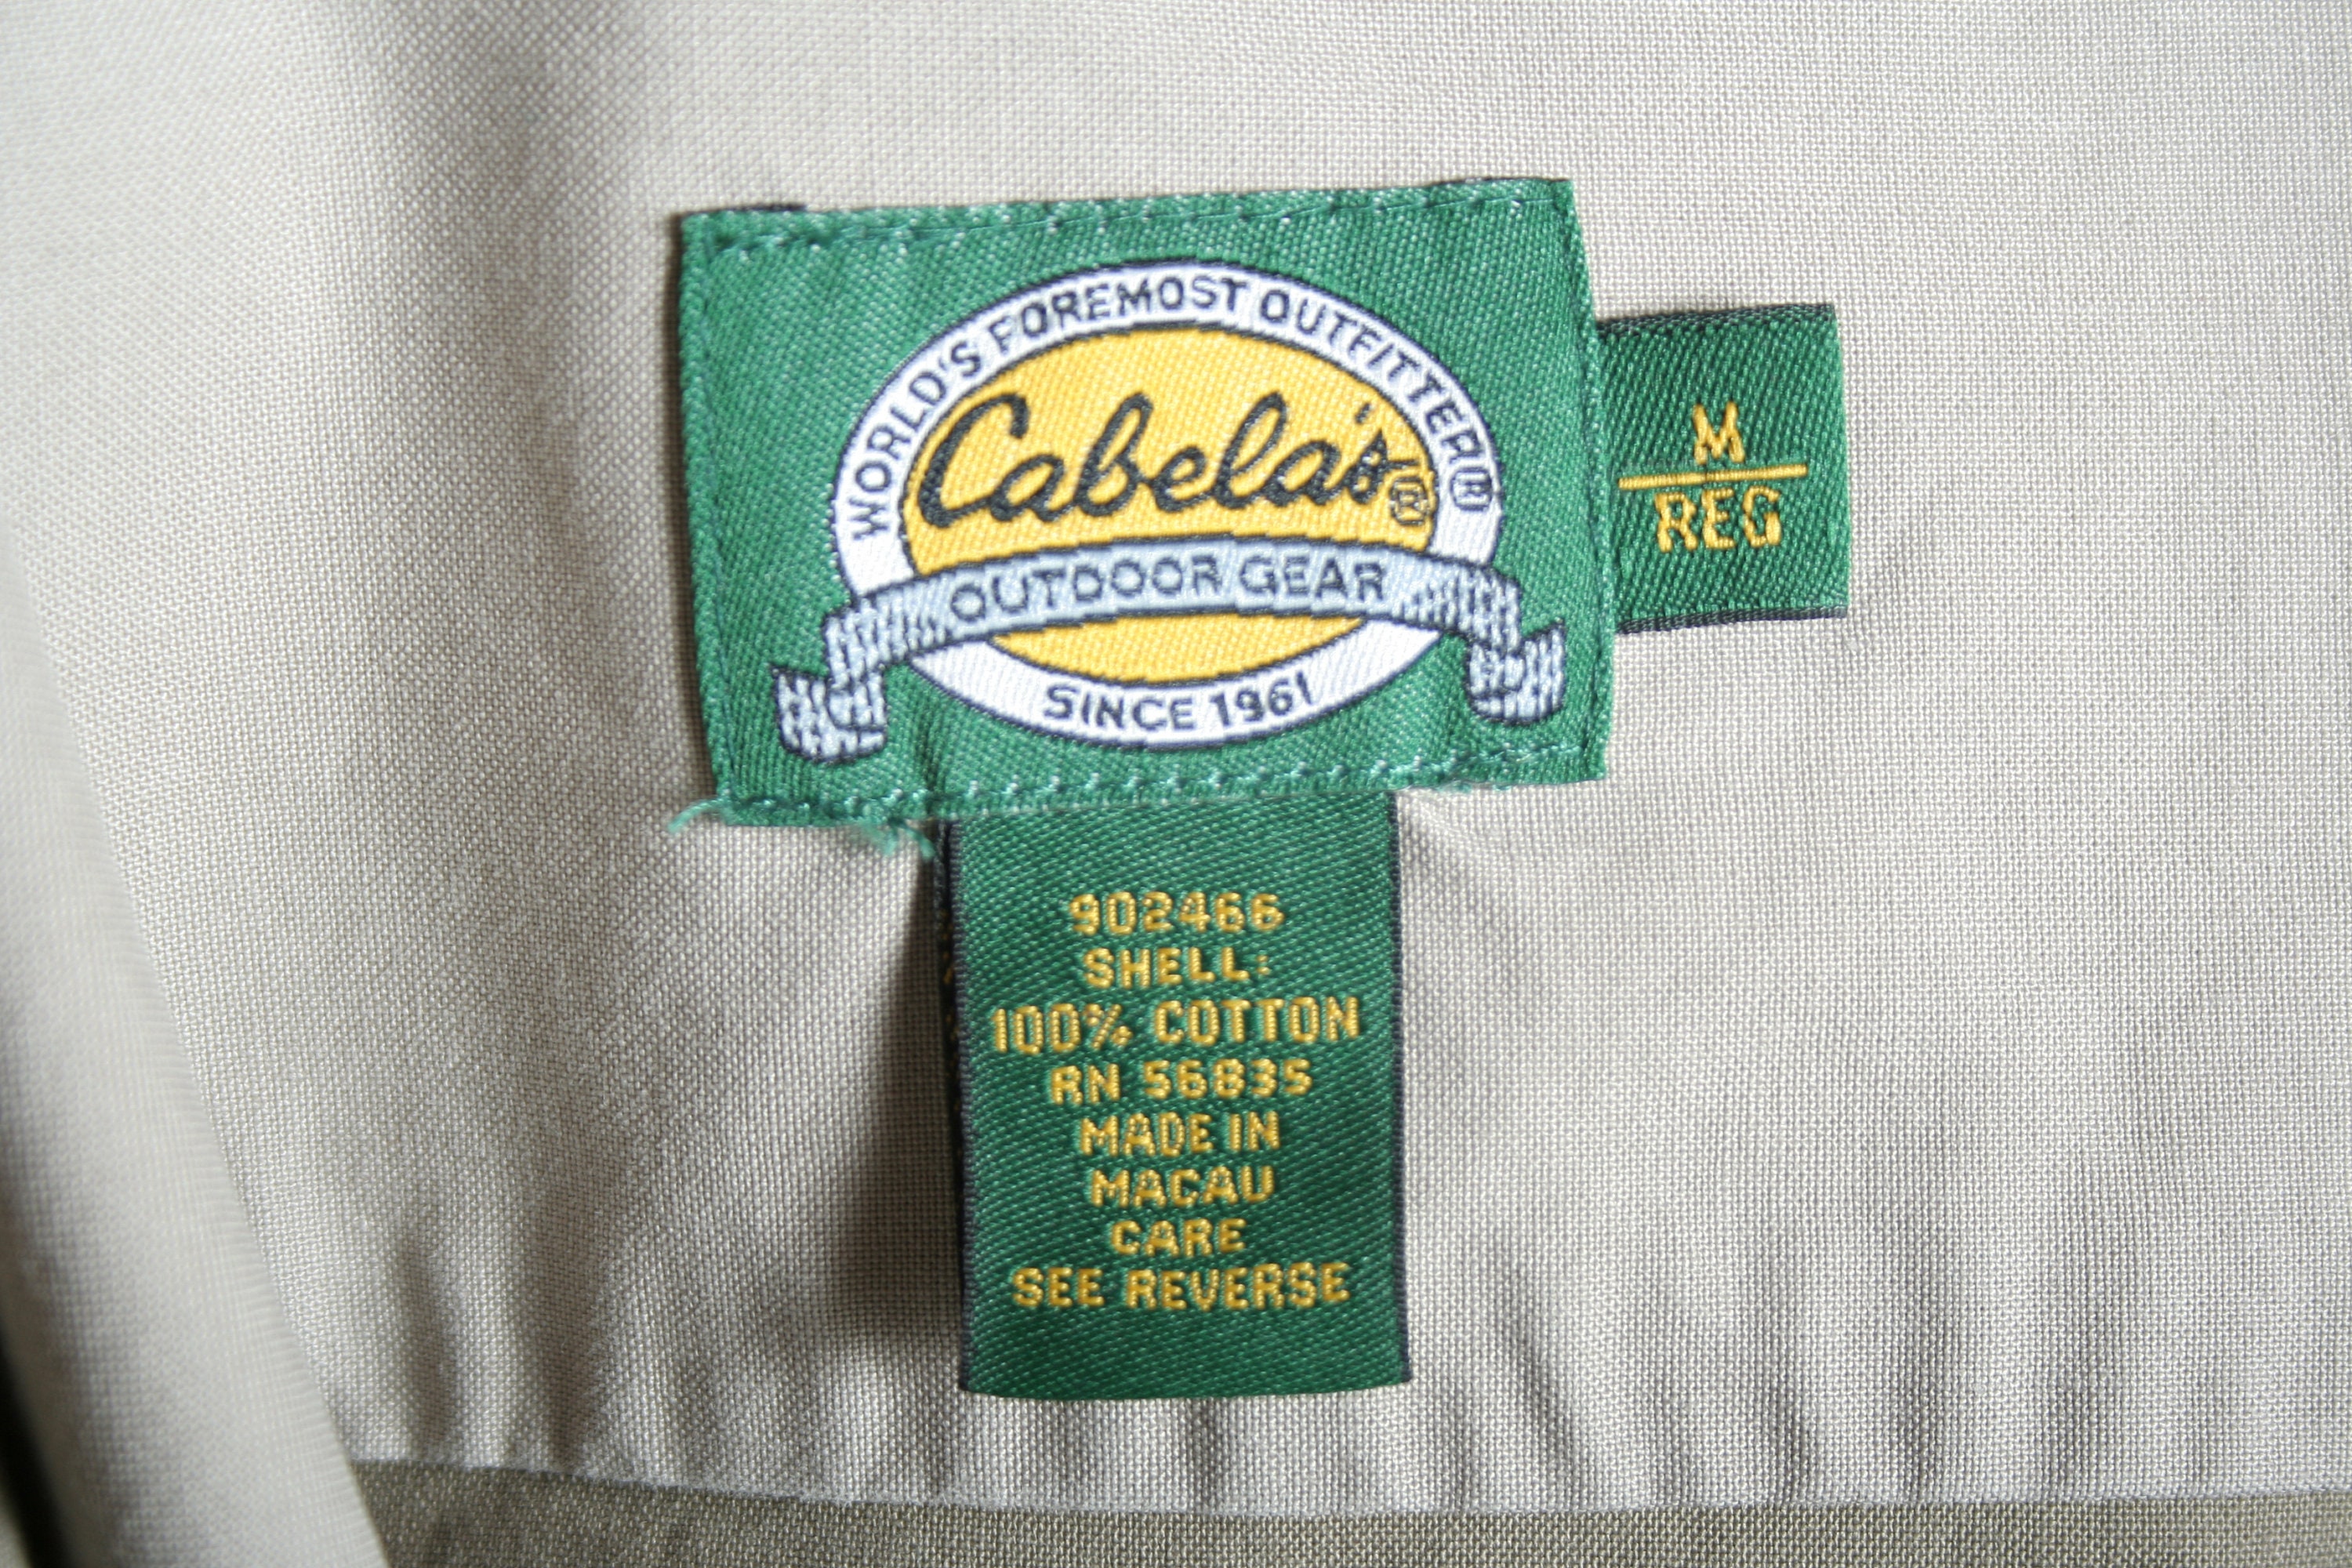 WORLD'S FOREMOST OUTFITTER®
Cabela's®
OUTDOOR GEAR
SINCE 1961
M
REG
902466
SHELL:
100% COTTON
RN 56835
MADE IN
MACAU
CARE
SEE REVERSE